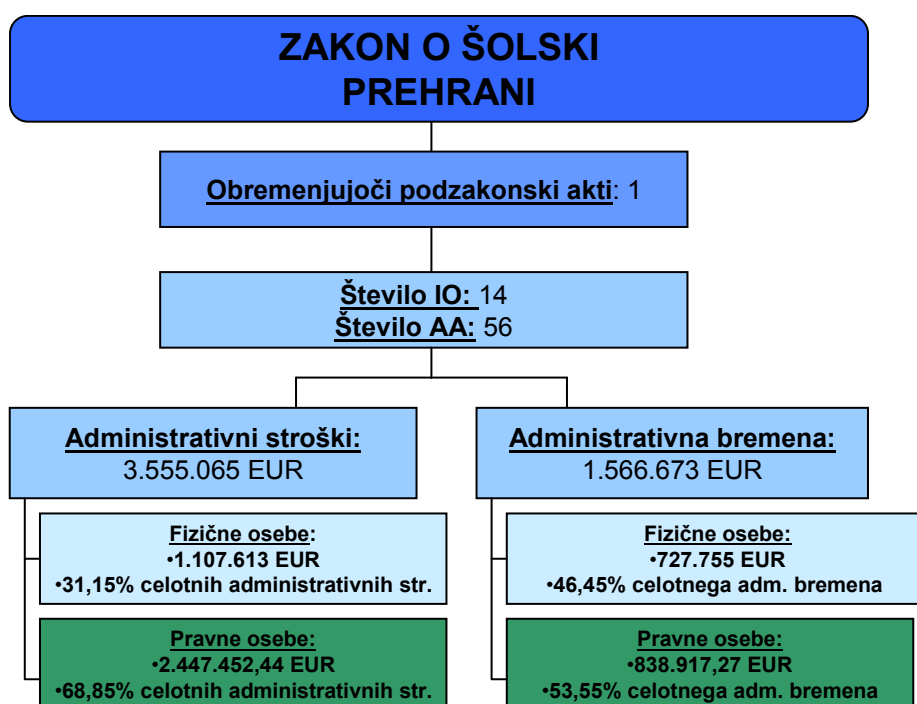 ZAKON O ŠOLSKI
PREHRANI
Obremenjujoči podzakonski akti: 1
Število IO: 14
Število AA: 56
Administrativni stroški:
3.555.065 EUR
Administrativna bremena:
1.566.673 EUR
Fizične osebe:
•1.107.613 EUR
•31,15% celotnih administrativnih str.
Fizične osebe:
•727.755 EUR
•46,45% celotnega adm. bremena
Pravne osebe:
•2.447.452,44 EUR
•68,85% celotnih administrativnih str.
Pravne osebe:
•838.917,27 EUR
•53,55% celotnega adm. bremena